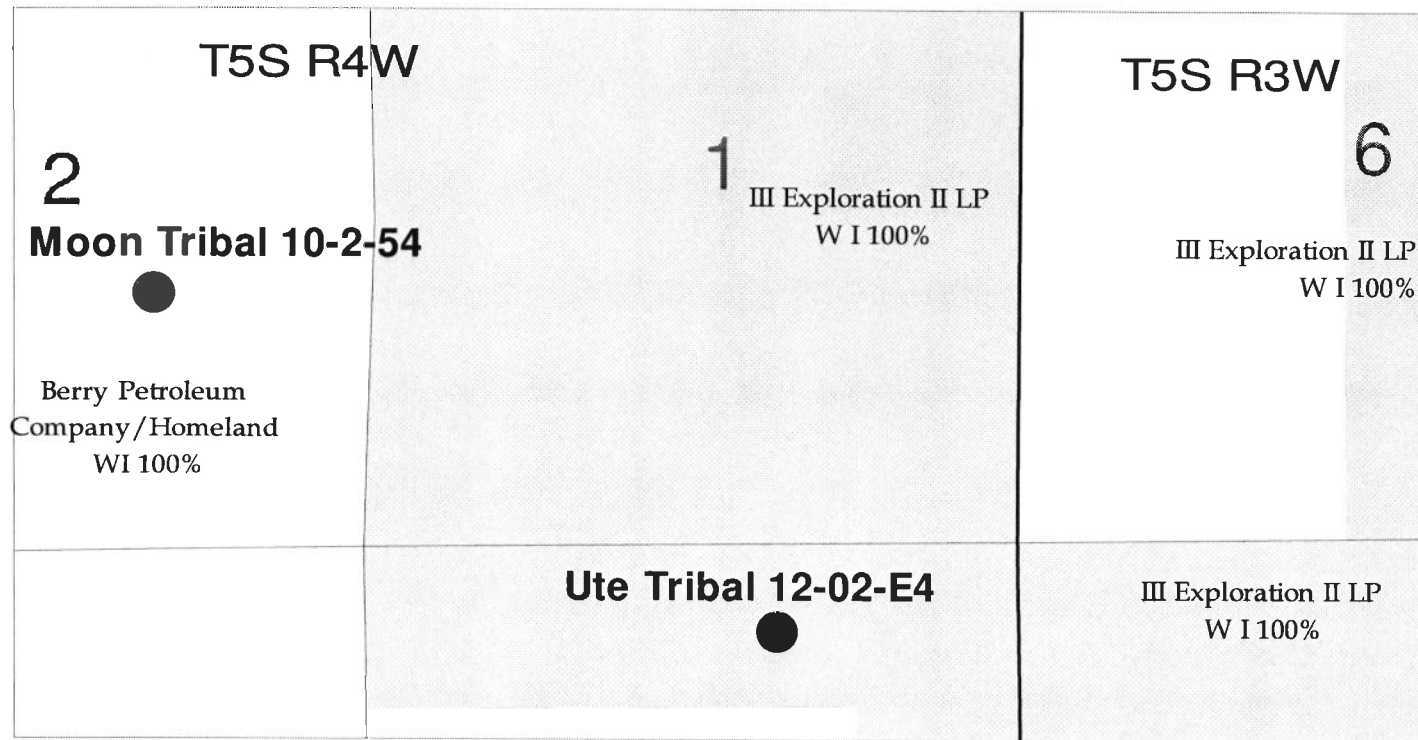 T5S R4W
T5S R3W
2
1
6
III Exploration II LP
W I 100%
Moon Tribal 10-2-54
III Exploration II LP
W I 100%
Berry Petroleum
Company/Homeland
WI 100%
Ute Tribal 12-02-E4
III Exploration II LP
W I 100%